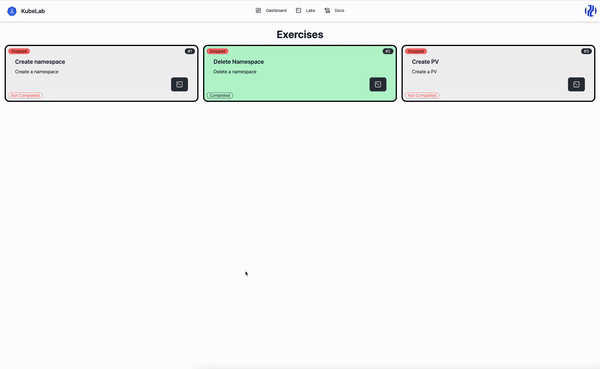 KubeLab
Dashboard
Labs
Docs
Exercises
Stopped
#1
Create namespace
Create a namespace
Not Completed
Stopped
#2
Delete Namespace
Delete a namespace
Completed
Stopped
#3
Create PV
Create a PV
Not Completed